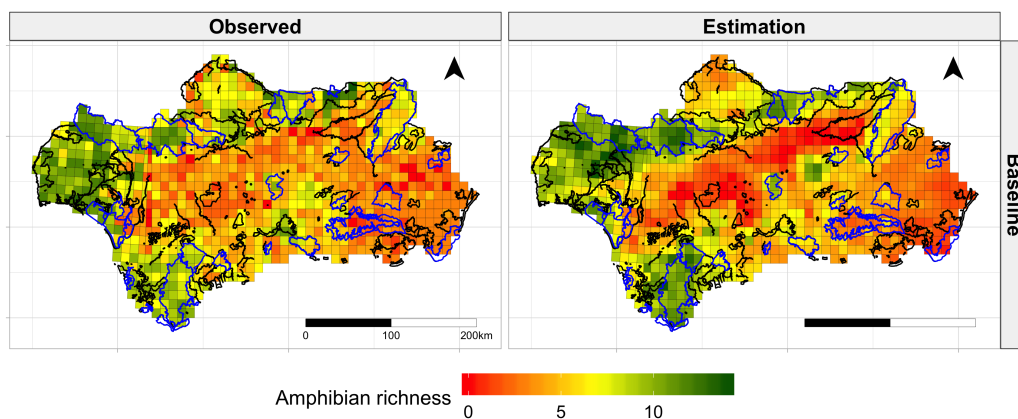 Observed
Estimation
Baseline
0
100
200km
Amphibian richness
0
5
10